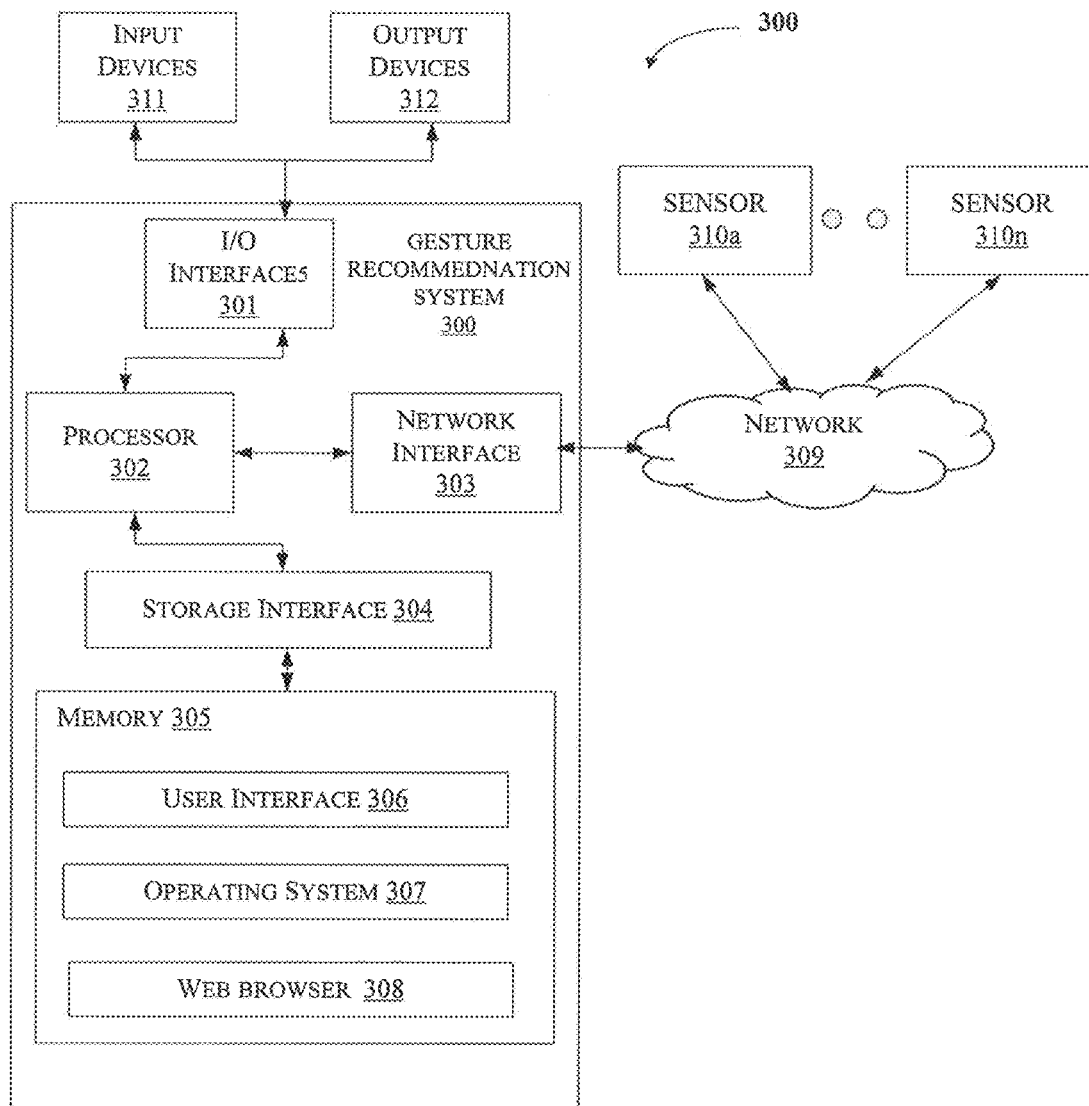 INPUT
DEVICES
311
OUTPUT
DEVICES
312
300
SENSOR
310a
SENSOR
310n
I/O
INTERFACE5
301
GESTURE
RECOMMEDNATION
SYSTEM
300
PROCESSOR
302
NETWORK
INTERFACE
303
NETWORK
309
STORAGE INTERFACE 304
MEMORY 305
USER INTERFACE 306
OPERATING SYSTEM 307
WEB BROWSER 308